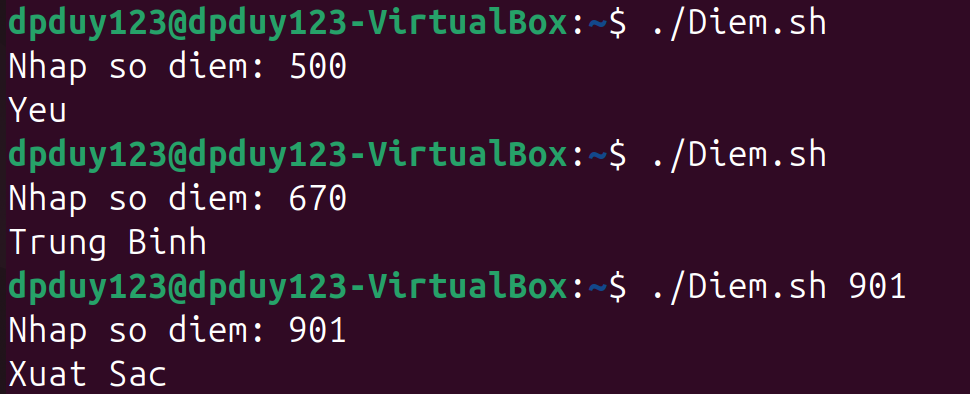 dpduy123@dpduy123-VirtualBox:~$ ./Diem.sh
Nhap so diem: 500
Yeu
dpduy123@dpduy123-VirtualBox:~$ ./Diem.sh
Nhap so diem: 670
Trung Binh
dpduy123@dpduy123-VirtualBox:~$ ./Diem.sh 901
Nhap so diem: 901
Xuat Sac